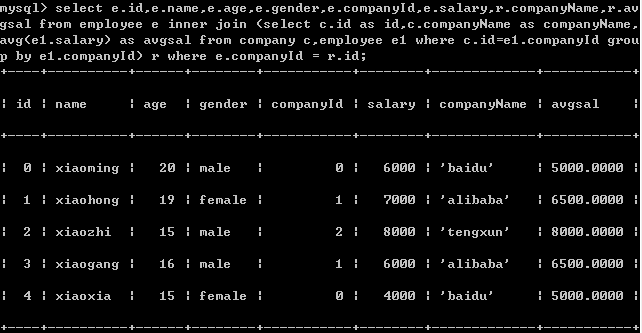 mysql> select e.id,e.name,e.age,e.gender,e.companyId,e.salary,r.companyName,r.av
gsal from employee e inner join (select c.id as id,c.companyName as companyName,
avg(e1.salary) as avgsal from company c,employee e1 where c.id=e1.companyId grou
p by e1.companyId) r where e.companyId = r.id;
+----+----------+------+--------+-----------+--------+-------------+-----------+
| id | name     | age  | gender | companyId | salary | companyName | avgsal    |
+----+----------+------+--------+-----------+--------+-------------+-----------+
|  0 | xiaoming |   20 | male   |         0 |   6000 | 'baidu'     | 5000.0000 |
|  1 | xiaohong |   19 | female |         1 |   7000 | 'alibaba'   | 6500.0000 |
|  2 | xiaozhi  |   15 | male   |         2 |   8000 | 'tengxun'   | 8000.0000 |
|  3 | xiaogang |   16 | male   |         1 |   6000 | 'alibaba'   | 6500.0000 |
|  4 | xiaoxia  |   15 | female |         0 |   4000 | 'baidu'     | 5000.0000 |
+----+----------+------+--------+-----------+--------+-------------+-----------+